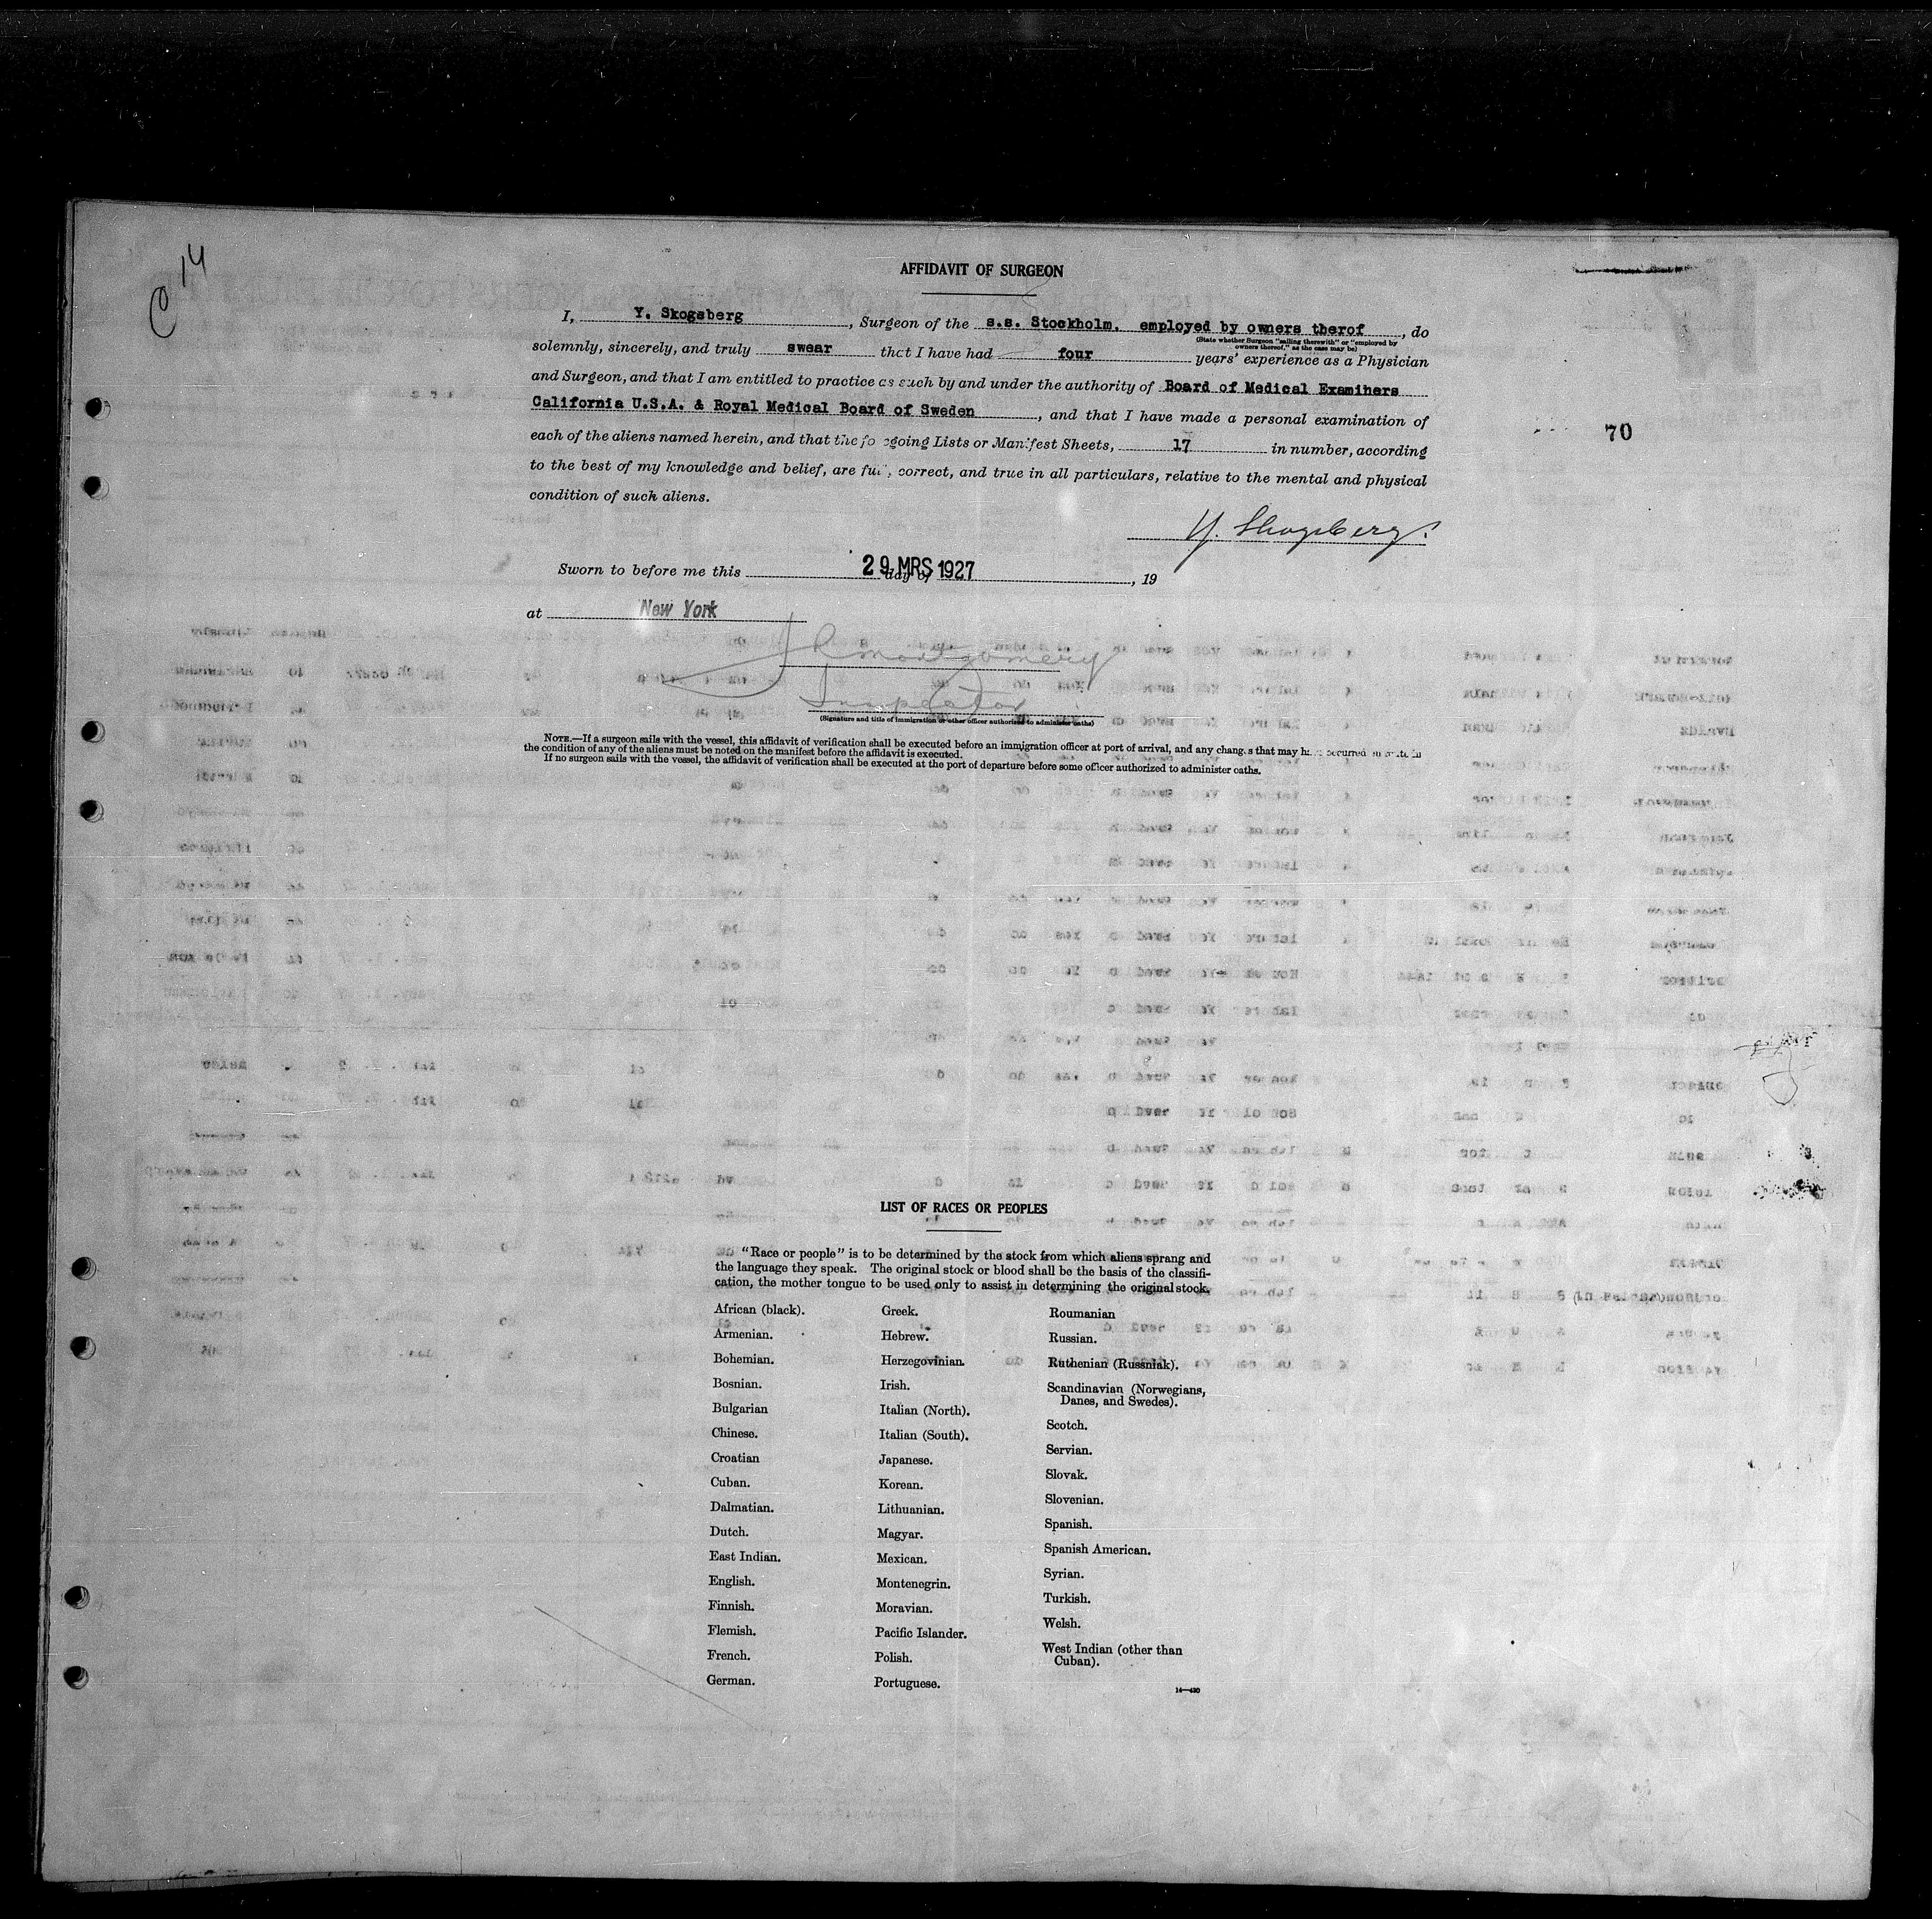 C 14
AFFIDAVIT OF SURGEON
I, Y. Skogsberg, Surgeon of the s.s. Stockholm. employed by owners therof, do
(State whether Surgeon "sailing therewith" or "employed by
owners thereof," as the case may be)
solemnly, sincerely, and truly swear that I have had four years' experience as a Physician
and Surgeon, and that I am entitled to practice as such by and under the authority of Board of Medical Examihers
California U.S.A. & Royal Medical Board of Sweden, and that I have made a personal examination of
each of the aliens named herein, and that the foregoing Lists or Manifest Sheets, 17 in number, according
70
to the best of my knowledge and belief, are full, correct, and true in all particulars, relative to the mental and physical
condition of such aliens.
Y. Skogsberg.
Sworn to before me this 29 MRS 1927 day of , 19
at New York
Montgomery
Inspector
(Signature and title of immigration or other officer authorized to administer oaths)
NOTE.—If a surgeon sails with the vessel, this affidavit of verification shall be executed before an immigration officer at port of arrival, and any changes that may have occurred en route in
the condition of any of the aliens must be noted on the manifest before the affidavit is executed.
If no surgeon sails with the vessel, the affidavit of verification shall be executed at the port of departure before some officer authorized to administer oaths.
LIST OF RACES OR PEOPLES
"Race or people" is to be determined by the stock from which aliens sprang and
the language they speak. The original stock or blood shall be the basis of the classifi-
cation, the mother tongue to be used only to assist in determining the original stock.
African (black).
Armenian.
Bohemian.
Bosnian.
Bulgarian
Chinese.
Croatian
Cuban.
Dalmatian.
Dutch.
East Indian.
English.
Finnish.
Flemish.
French.
German.
Greek.
Hebrew.
Herzegovinian.
Irish.
Italian (North).
Italian (South).
Japanese.
Korean.
Lithuanian.
Magyar.
Mexican.
Montenegrin.
Moravian.
Pacific Islander.
Polish.
Portuguese.
Roumanian
Russian.
Ruthenian (Russniak).
Scandinavian (Norwegians,
Danes, and Swedes).
Scotch.
Servian.
Slovak.
Slovenian.
Spanish.
Spanish American.
Syrian.
Turkish.
Welsh.
West Indian (other than
Cuban).
14—430